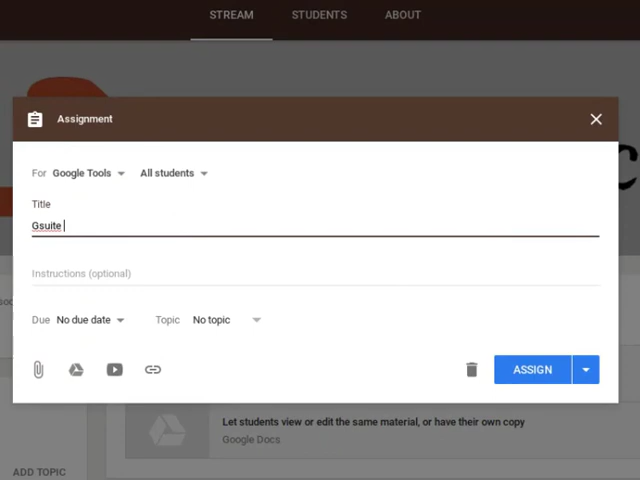 STREAM STUDENTS ABOUT
Assignment
For Google Tools All students
Title
Gsuite
Instructions (optional)
Due No due date Topic No topic
ASSIGN
Let students view or edit the same material, or have their own copy
Google Docs
ADD TOPIC